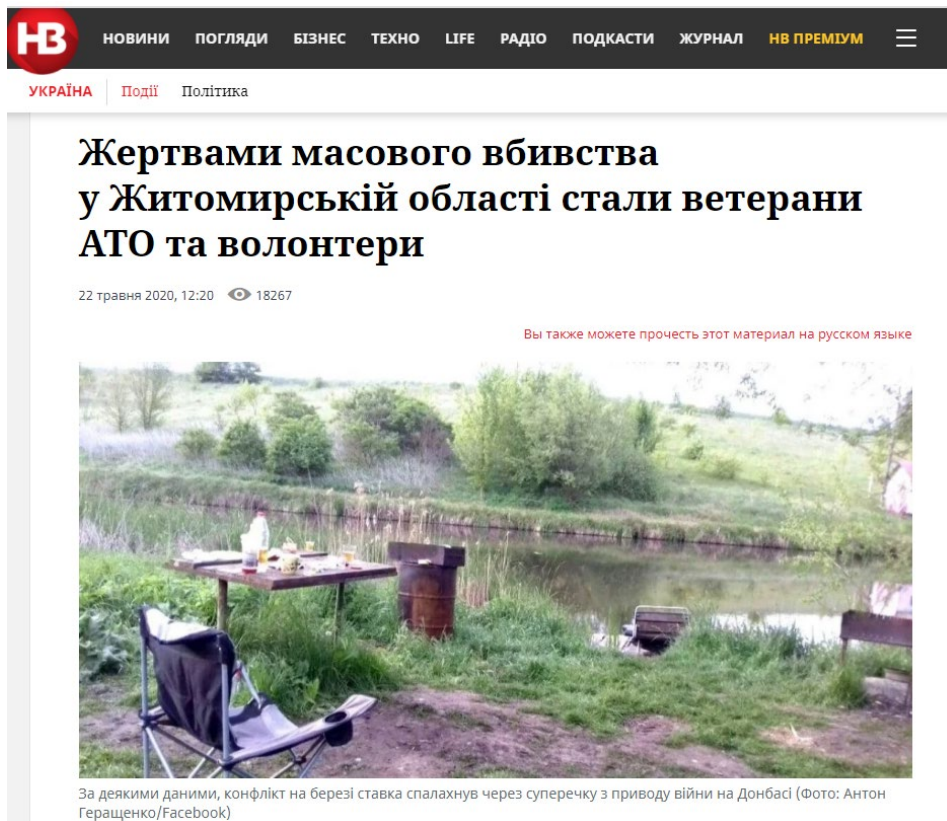 НВ
НОВИНИ ПОГЛЯДИ БІЗНЕС ТЕХНО LIFE РАДІО ПОДКАСТИ ЖУРНАЛ НВ ПРЕМІУМ
УКРАЇНА Події Політика
Жертвами масового вбивства
у Житомирській області стали ветерани
АТО та волонтери
22 травня 2020, 12:20 18267
Вы также можете прочесть этот материал на русском языке
За деякими даними, конфлікт на березі ставка спалахнув через суперечку з приводу війни на Донбасі (Фото: Антон
Геращенко/Facebook)